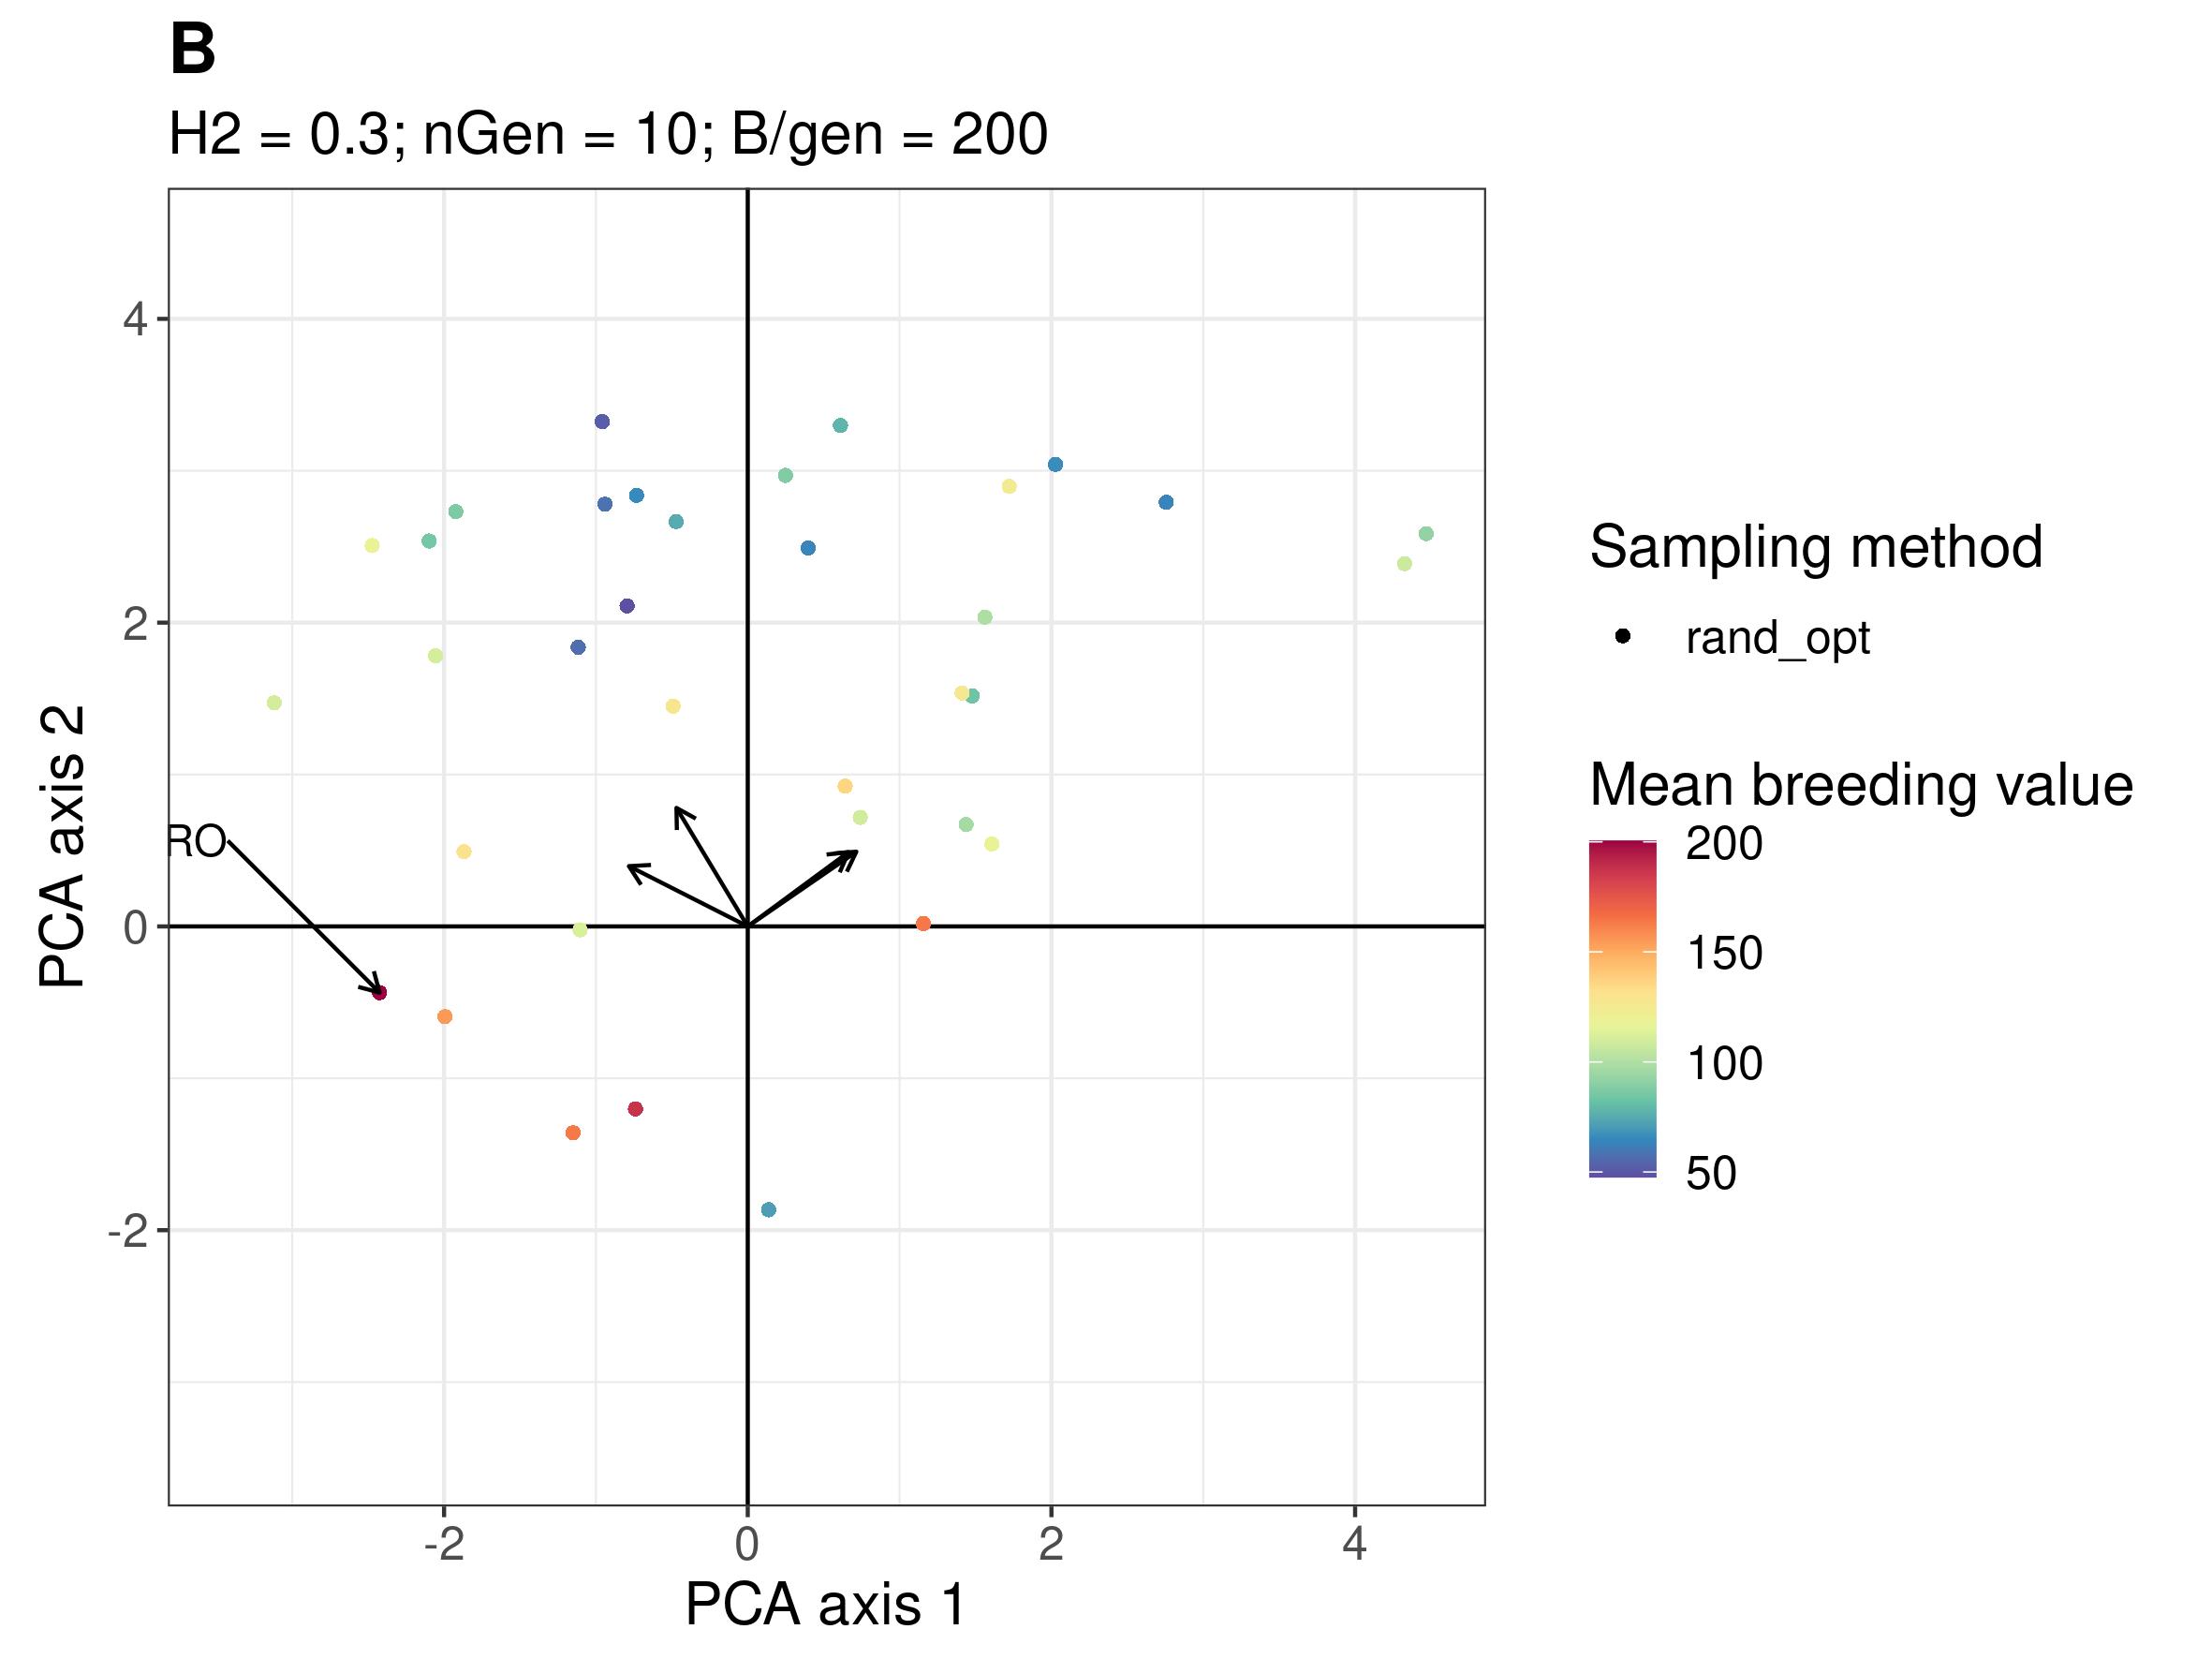 B
H2 = 0.3; nGen = 10; B/gen = 200
4
2
0
-2
PCA axis 2
RO
-2
0
2
4
PCA axis 1
Sampling method
rand_opt
Mean breeding value
200
150
100
50